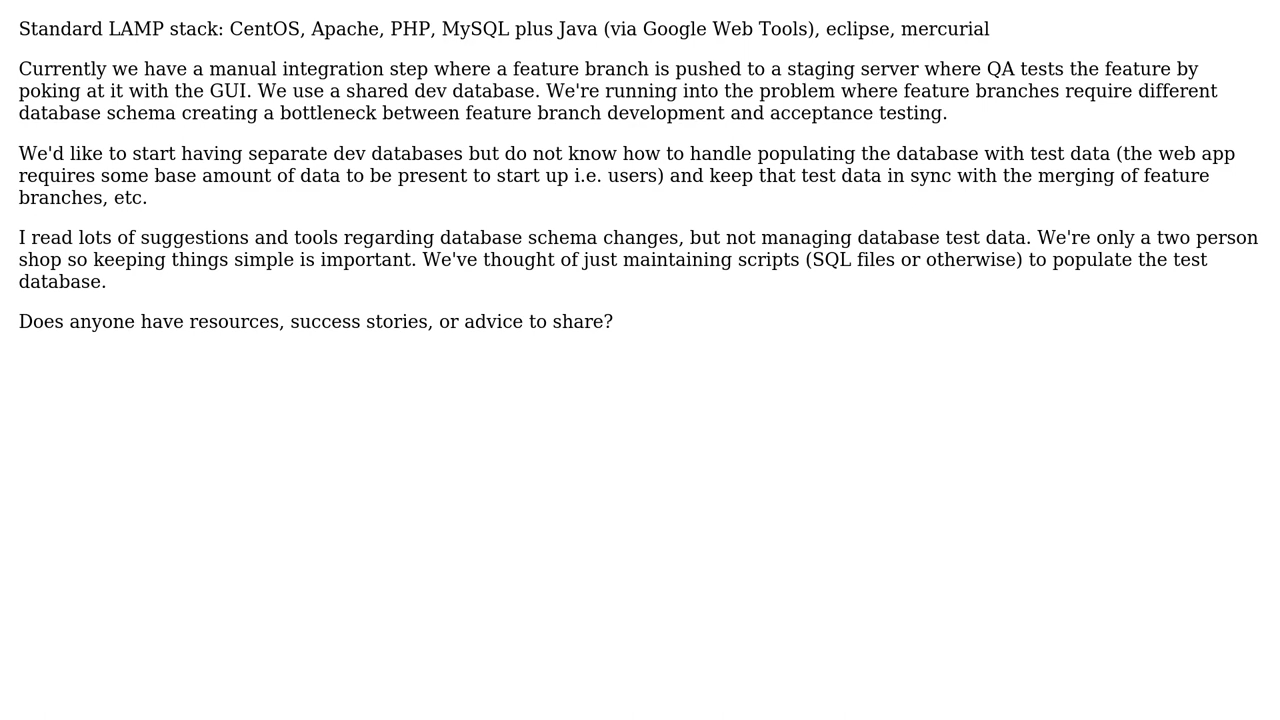 Standard LAMP stack: CentOS, Apache, PHP, MySQL plus Java (via Google Web Tools), eclipse, mercurial
Currently we have a manual integration step where a feature branch is pushed to a staging server where QA tests the feature by
poking at it with the GUI. We use a shared dev database. We're running into the problem where feature branches require different
database schema creating a bottleneck between feature branch development and acceptance testing.
We'd like to start having separate dev databases but do not know how to handle populating the database with test data (the web app
requires some base amount of data to be present to start up i.e. users) and keep that test data in sync with the merging of feature
branches, etc.
I read lots of suggestions and tools regarding database schema changes, but not managing database test data. We're only a two person
shop so keeping things simple is important. We've thought of just maintaining scripts (SQL files or otherwise) to populate the test
database.
Does anyone have resources, success stories, or advice to share?